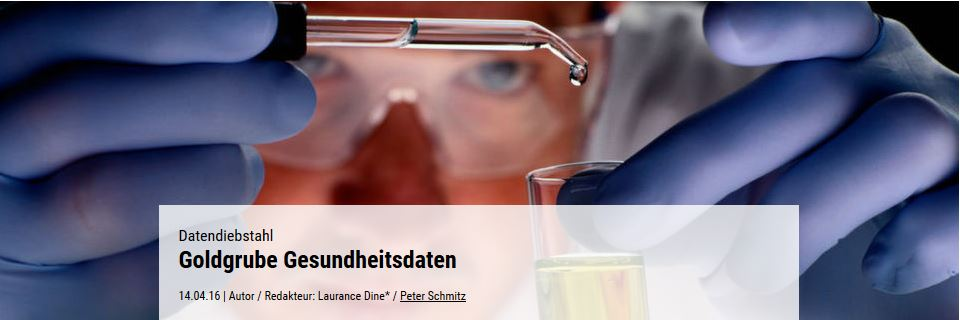 Datendiebstahl
Goldgrube Gesundheitsdaten
14.04.16 | Autor / Redakteur: Laurance Dine* / Peter Schmitz